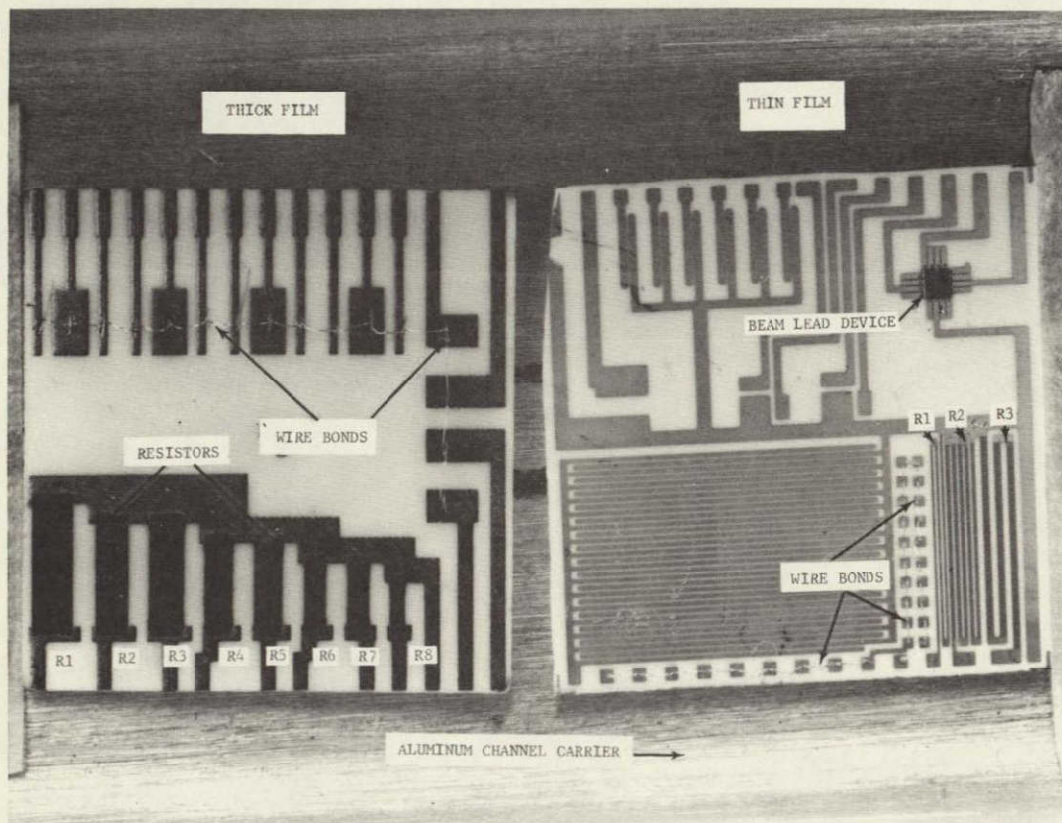 THICK FILM
THIN FILM
BEAM LEAD DEVICE
WIRE BONDS
RESISTORS
R1 R2 R3
WIRE BONDS
R1 R2 R3 R4 R5 R6 R7 R8
ALUMINUM CHANNEL CARRIER